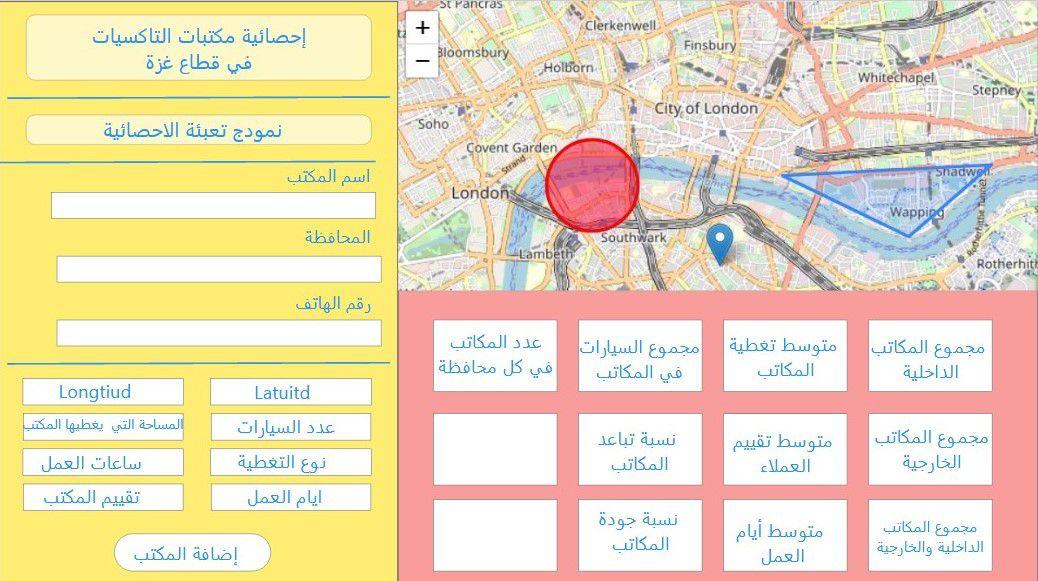 إحصائية مكتبات التاكسيات
في قطاع غزة
نمودج تعبئة الاحصائية
اسم المكتب
المحافظة
رقم الهاتف
Latuitd
Longtiud
عدد السيارات
المساحة التي يغطيها المكتب
نوع التغطية
ساعات العمل
ايام العمل
تقييم المكتب
إضافة المكتب
+
−
St Pancras
Clerkenwell
Bloomsbury
Finsbury
Holborn
Whitechapel
Stepney
City of London
Soho
Covent Garden
Strand
London
Shadwell
Wapping
Rotherhithe Tunnel
Southwark
Lambeth
Rotherhith
مجموع المكاتب
الداخلية
متوسط تغطية
المكاتب
مجموع السيارات
في المكاتب
عدد المكاتب
في كل محافظة
مجموع المكاتب
الخارجية
متوسط تقييم
العملاء
نسبة تباعد
المكاتب
مجموع المكاتب
الداخلية والخارجية
متوسط أيام
العمل
نسبة جودة
المكاتب